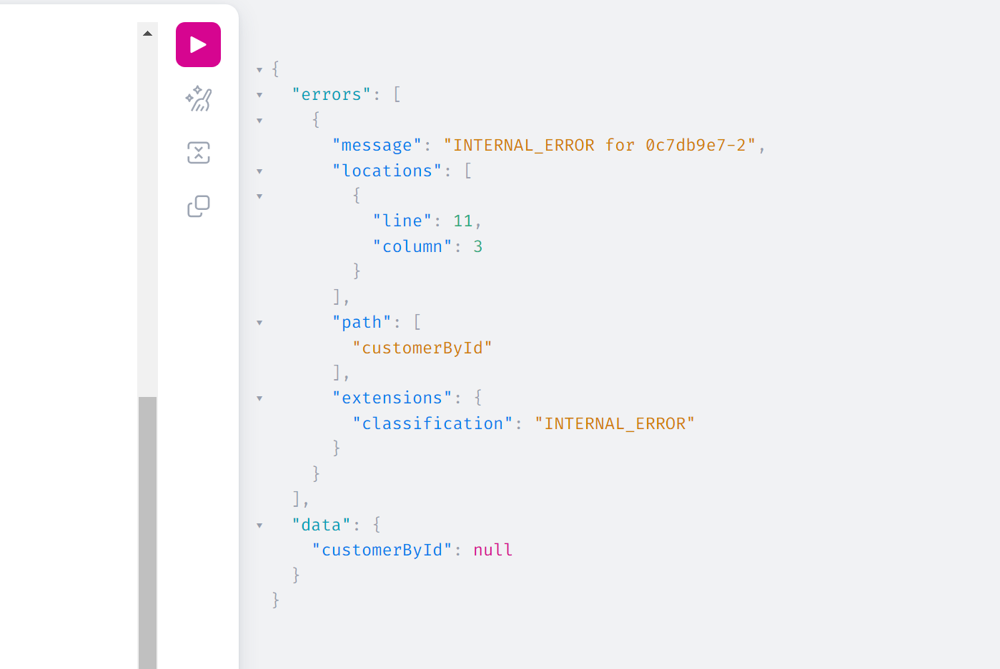 {
"errors": [
{
"message": "INTERNAL_ERROR for 0c7db9e7-2",
"locations": [
{
"line": 11,
"column": 3
}
],
"path": [
"customerById"
],
"extensions": {
"classification": "INTERNAL_ERROR"
}
}
],
"data": {
"customerById": null
}
}